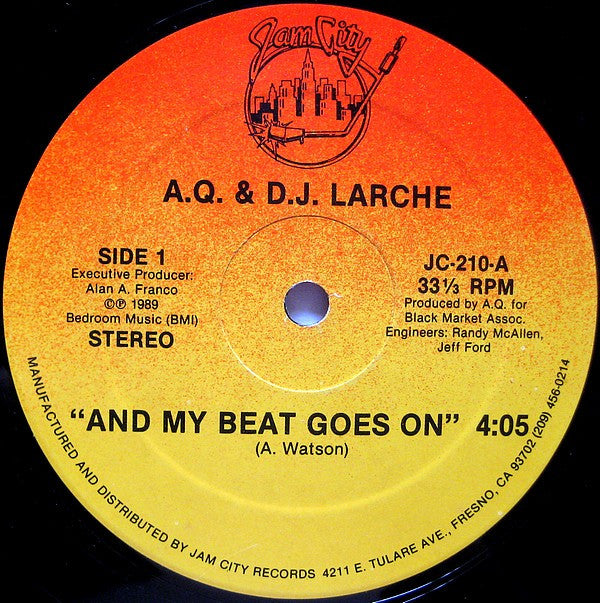 Jam City
A.Q. & D.J. LARCHE
SIDE 1
Executive Producer:
Alan A. Franco
©℗ 1989
Bedroom Music (BMI)
STEREO
JC-210-A
33⅓ RPM
Produced by A.Q. for
Black Market Assoc.
Engineers: Randy McAllen,
Jeff Ford
"AND MY BEAT GOES ON" 4:05
(A. Watson)
MANUFACTURED AND DISTRIBUTED BY JAM CITY RECORDS 4211 E. TULARE AVE., FRESNO, CA 93702 (209) 456-0214